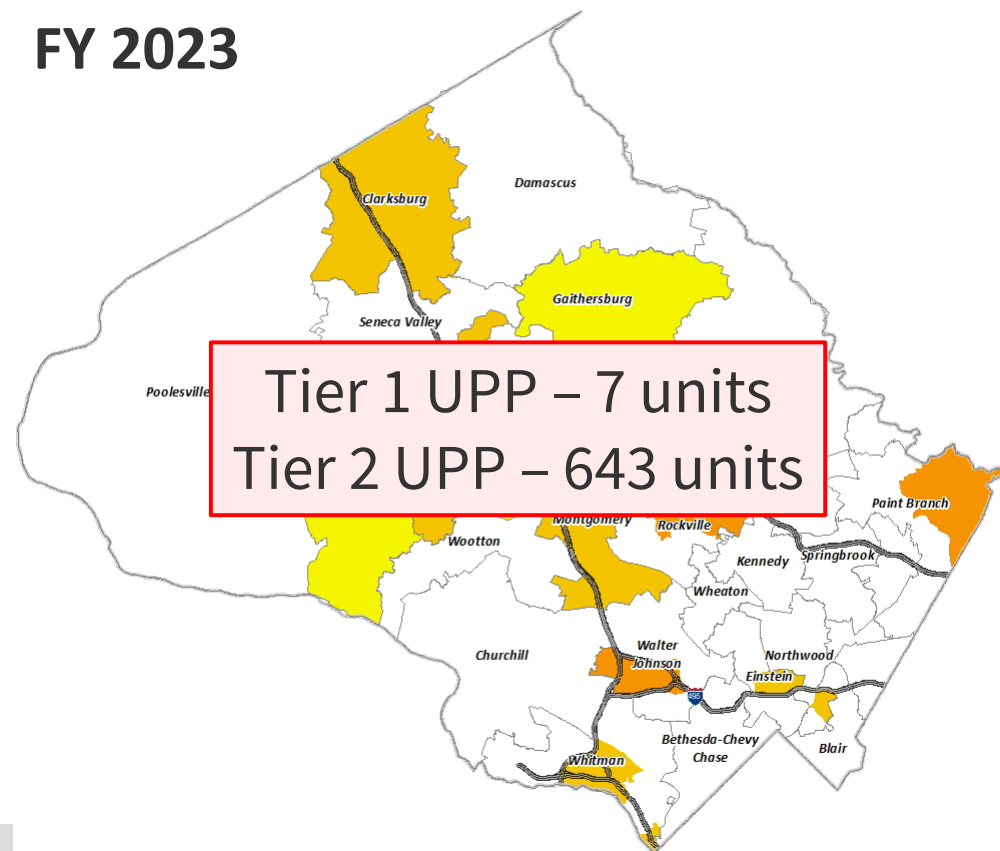 FY 2023
Damascus
Clarksburg
Gaithersburg
Seneca Valley
Poolesville
Tier 1 UPP – 7 units
Tier 2 UPP – 643 units
Paint Branch
Montgomery
Rockville
Wootton
Springbrook
Kennedy
Wheaton
Churchill
Walter
Johnson
Northwood
Einstein
495
Bethesda-Chevy
Chase
Blair
Whitman